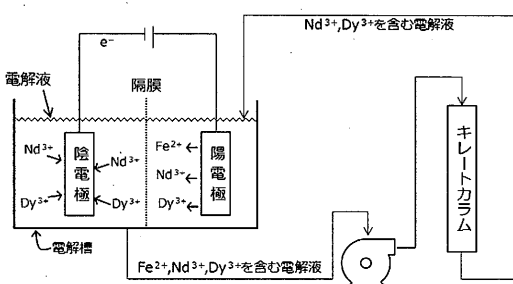 Nd³⁺,Dy³⁺を含む電解液
e⁻
電解液
隔膜
陰電極
陽電極
Nd³⁺
Nd³⁺
Dy³⁺
Dy³⁺
Fe²⁺
Nd³⁺
Dy³⁺
キレートカラム
電解槽
Fe²⁺,Nd³⁺,Dy³⁺を含む電解液